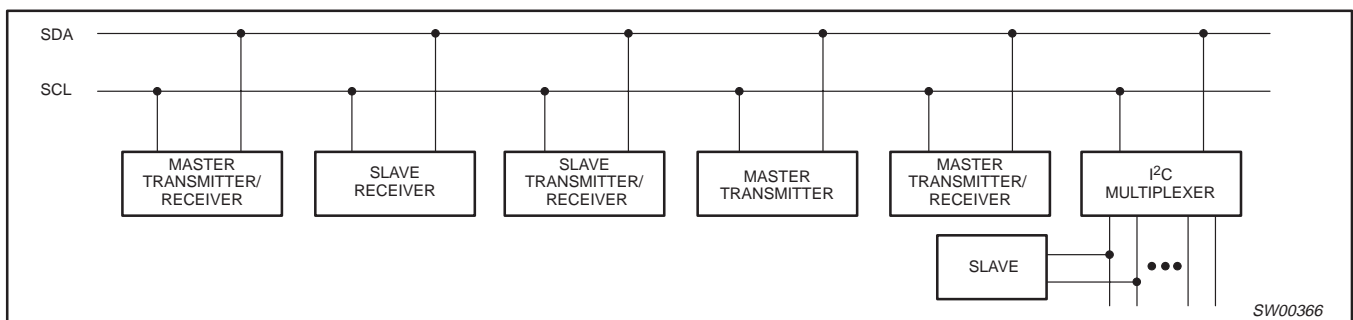 SDA
SCL
MASTER
TRANSMITTER/
RECEIVER
SLAVE
RECEIVER
SLAVE
TRANSMITTER/
RECEIVER
MASTER
TRANSMITTER
MASTER
TRANSMITTER/
RECEIVER
I²C
MULTIPLEXER
SLAVE
SW00366